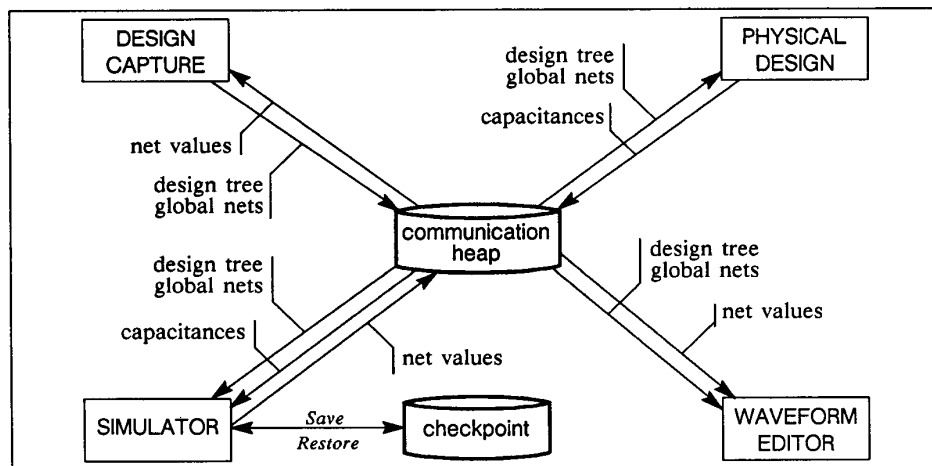 DESIGN
CAPTURE
PHYSICAL
DESIGN
design tree
global nets
capacitances
net values
design tree
global nets
communication
heap
design tree
global nets
capacitances
net values
design tree
global nets
net values
SIMULATOR
Save
Restore
checkpoint
WAVEFORM
EDITOR